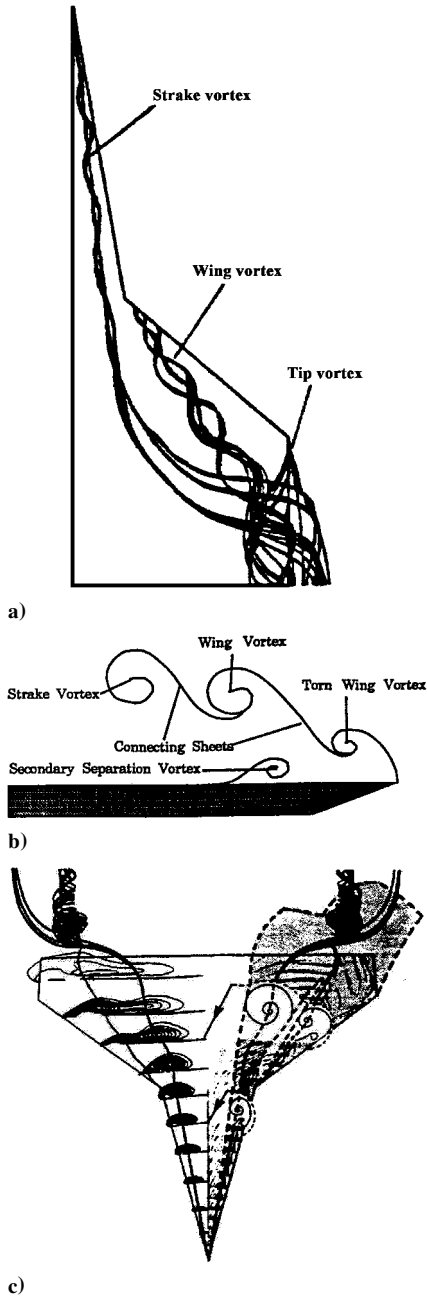 Strake vortex
Wing vortex
Tip vortex
a)
Wing Vortex
Strake Vortex
Torn Wing Vortex
Connecting Sheets
Secondary Separation Vortex
b)
c)